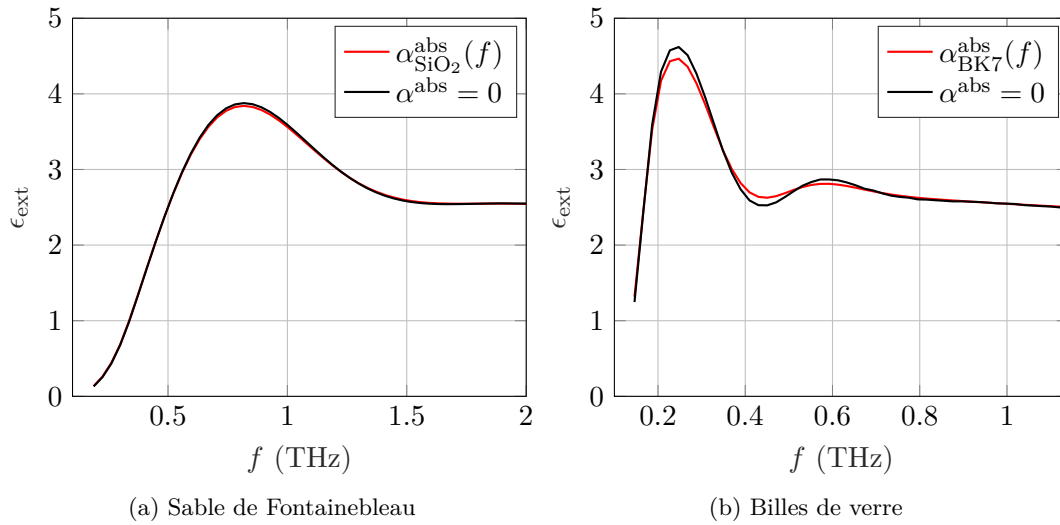 5
4
3
2
1
0
ϵext
α^abs_SiO₂(f)
α^abs = 0
0.5 1 1.5 2
f (THz)
(a) Sable de Fontainebleau
5
4
3
2
1
0
ϵext
α^abs_BK7(f)
α^abs = 0
0.2 0.4 0.6 0.8 1
f (THz)
(b) Billes de verre